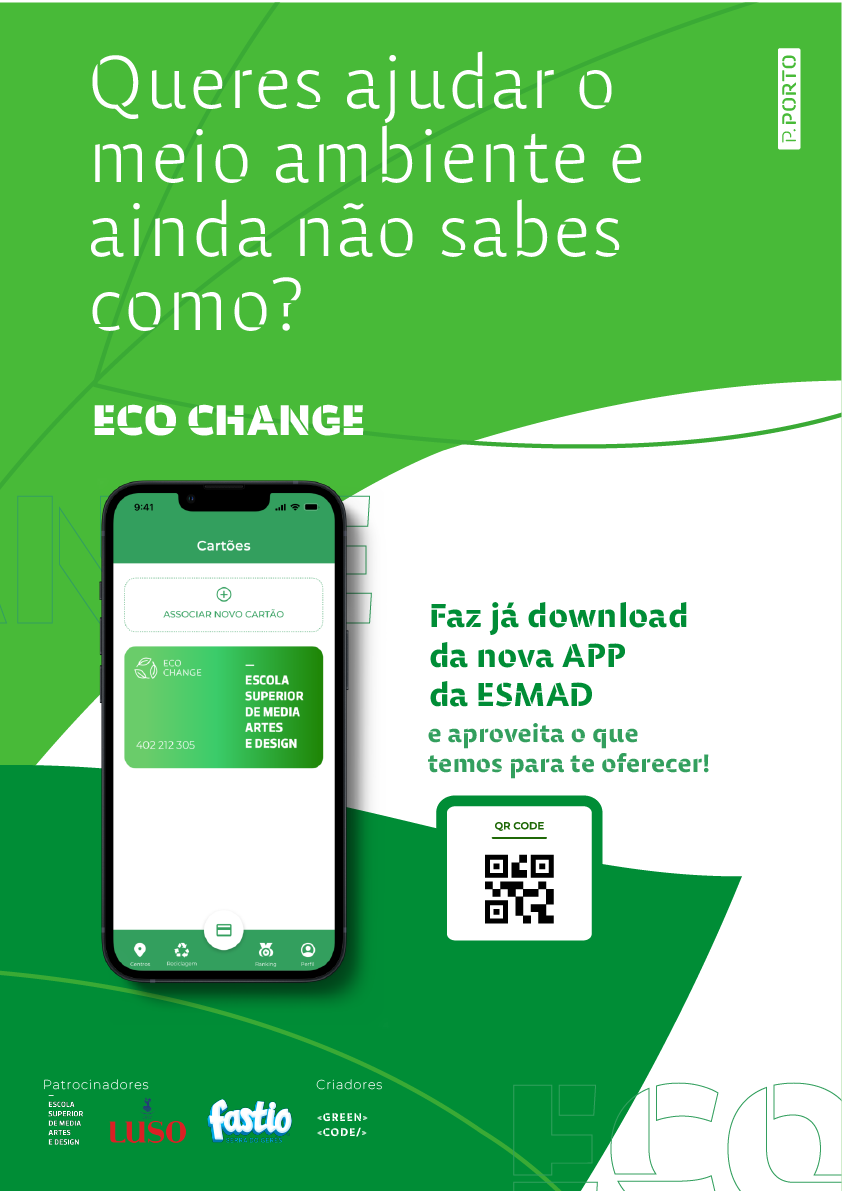 Queres ajudar o
meio ambiente e
ainda não sabes
como?
P.PORTO
ECO CHANGE
9:41
Cartões
ASSOCIAR NOVO CARTÃO
ECO
CHANGE
ESCOLA
SUPERIOR
DE MEDIA
ARTES
E DESIGN
402 212 305
Centros
Reciclagem
Ranking
Perfil
Faz já download
da nova APP
da ESMAD
e aproveita o que
temos para te oferecer!
QR CODE
Patrocinadores
ESCOLA
SUPERIOR
DE MEDIA
ARTES
E DESIGN
LUSO
fastio
Criadores
<GREEN>
<CODE/>
ECO